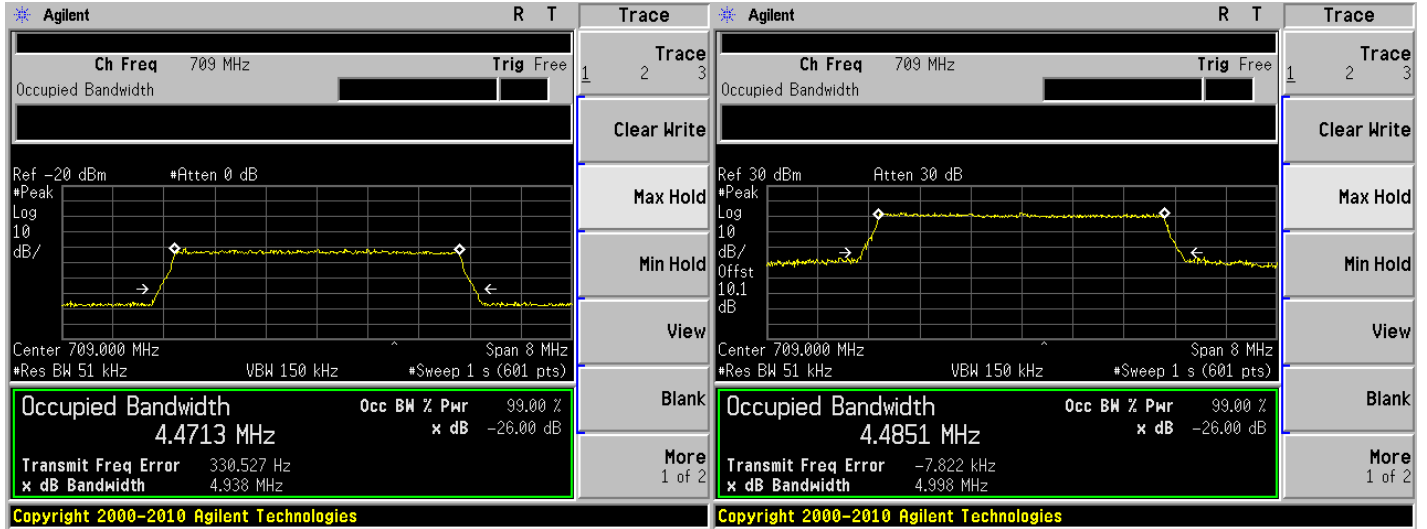 Agilent R T Trace
Ch Freq 709 MHz Trig Free
Occupied Bandwidth
Trace
1 2 3
Clear Write
Ref -20 dBm #Atten 0 dB
#Peak
Log
10
dB/
Max Hold
Min Hold
View
Center 709.000 MHz Span 8 MHz
#Res BW 51 kHz VBW 150 kHz #Sweep 1 s (601 pts)
Occupied Bandwidth Occ BW % Pwr 99.00 %
4.4713 MHz x dB -26.00 dB
Transmit Freq Error 330.527 Hz
x dB Bandwidth 4.938 MHz
Blank
More
1 of 2
Copyright 2000-2010 Agilent Technologies
Agilent R T Trace
Ch Freq 709 MHz Trig Free
Occupied Bandwidth
Trace
1 2 3
Clear Write
Ref 30 dBm Atten 30 dB
#Peak
Log
10
dB/
Offst
10.1
dB
Max Hold
Min Hold
View
Center 709.000 MHz Span 8 MHz
#Res BW 51 kHz VBW 150 kHz #Sweep 1 s (601 pts)
Occupied Bandwidth Occ BW % Pwr 99.00 %
4.4851 MHz x dB -26.00 dB
Transmit Freq Error -7.822 kHz
x dB Bandwidth 4.998 MHz
Blank
More
1 of 2
Copyright 2000-2010 Agilent Technologies